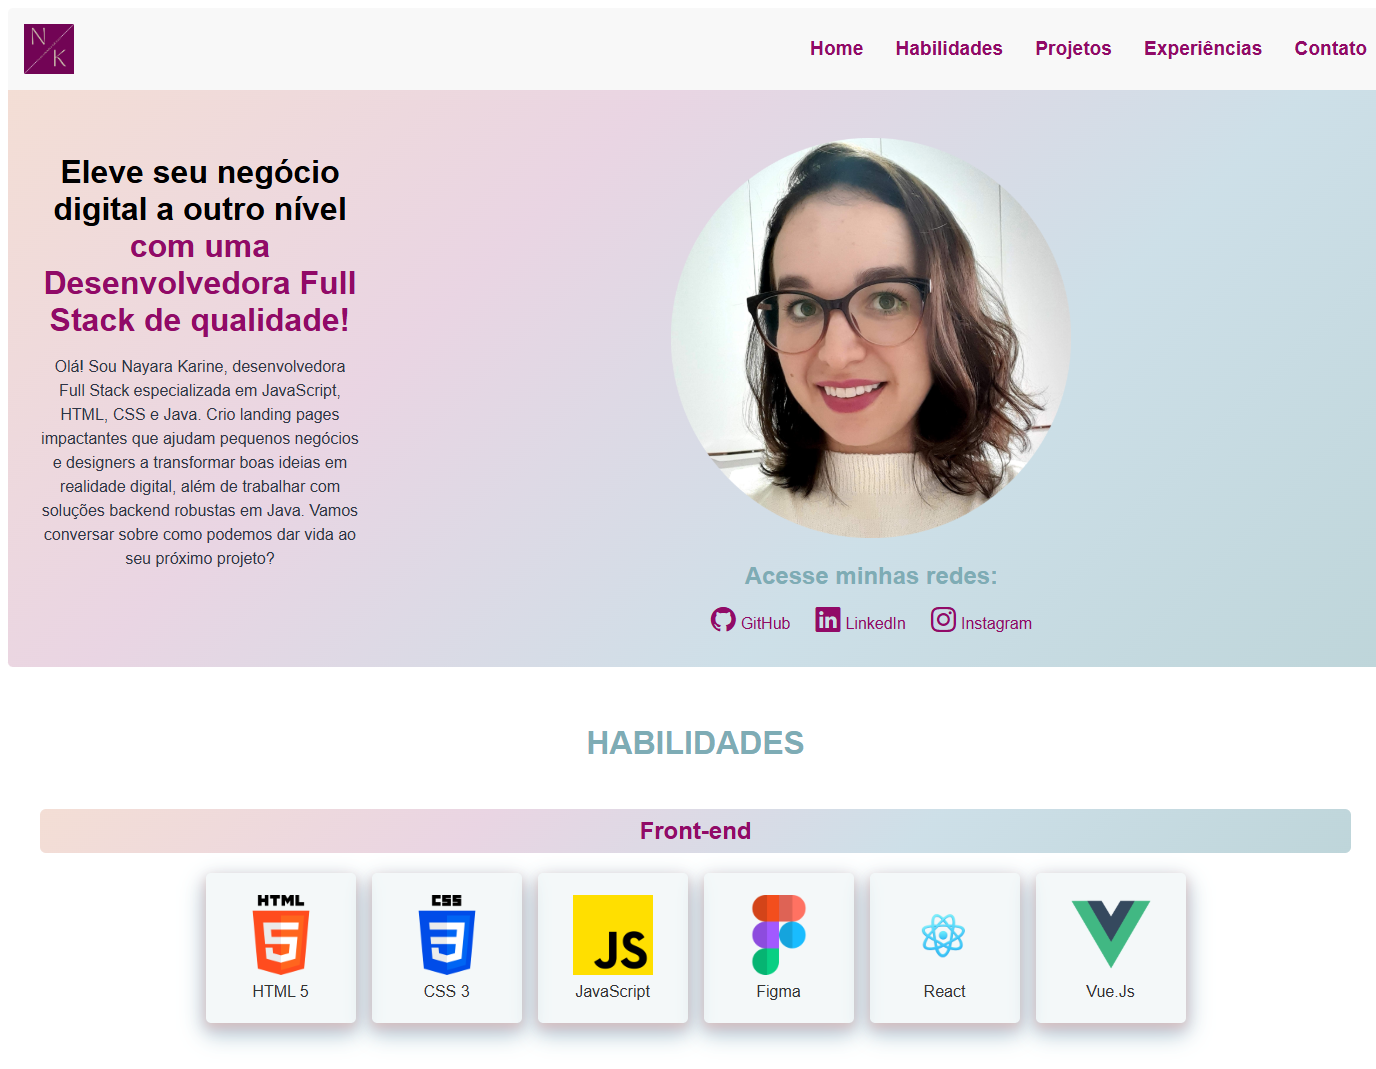 N
K
Home Habilidades Projetos Experiências Contato
Eleve seu negócio
digital a outro nível
com uma
Desenvolvedora Full
Stack de qualidade!
Olá! Sou Nayara Karine, desenvolvedora
Full Stack especializada em JavaScript,
HTML, CSS e Java. Crio landing pages
impactantes que ajudam pequenos negócios
e designers a transformar boas ideias em
realidade digital, além de trabalhar com
soluções backend robustas em Java. Vamos
conversar sobre como podemos dar vida ao
seu próximo projeto?
Acesse minhas redes:
GitHub LinkedIn Instagram
HABILIDADES
Front-end
HTML CSS JS
HTML 5 CSS 3 JavaScript Figma React Vue.Js